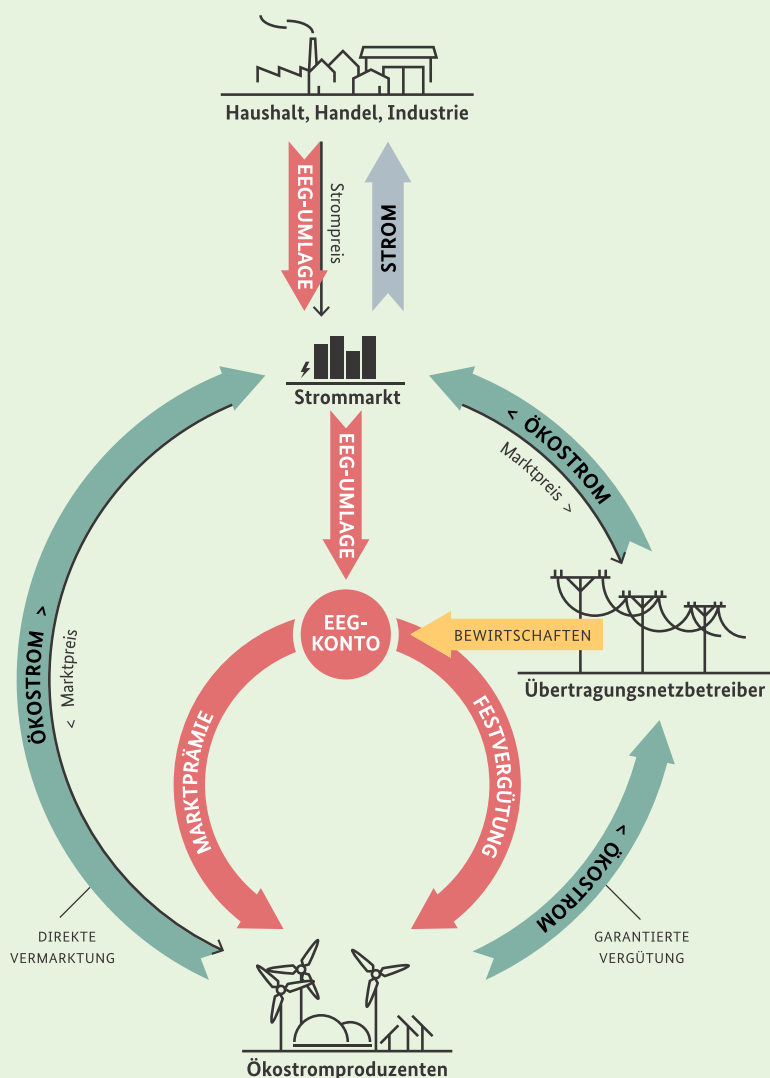 Haushalt, Handel, Industrie
EEG-UMLAGE
Strompreis
STROM
Strommarkt
EEG-UMLAGE
< ÖKOSTROM
Marktpreis >
EEG-
KONTO
BEWIRTSCHAFTEN
Übertragungsnetzbetreiber
ÖKOSTROM >
< Marktpreis
MARKTPRÄMIE
FESTVERGÜTUNG
ÖKOSTROM >
DIREKTE
VERMARKTUNG
GARANTIERTE
VERGÜTUNG
Ökostromproduzenten